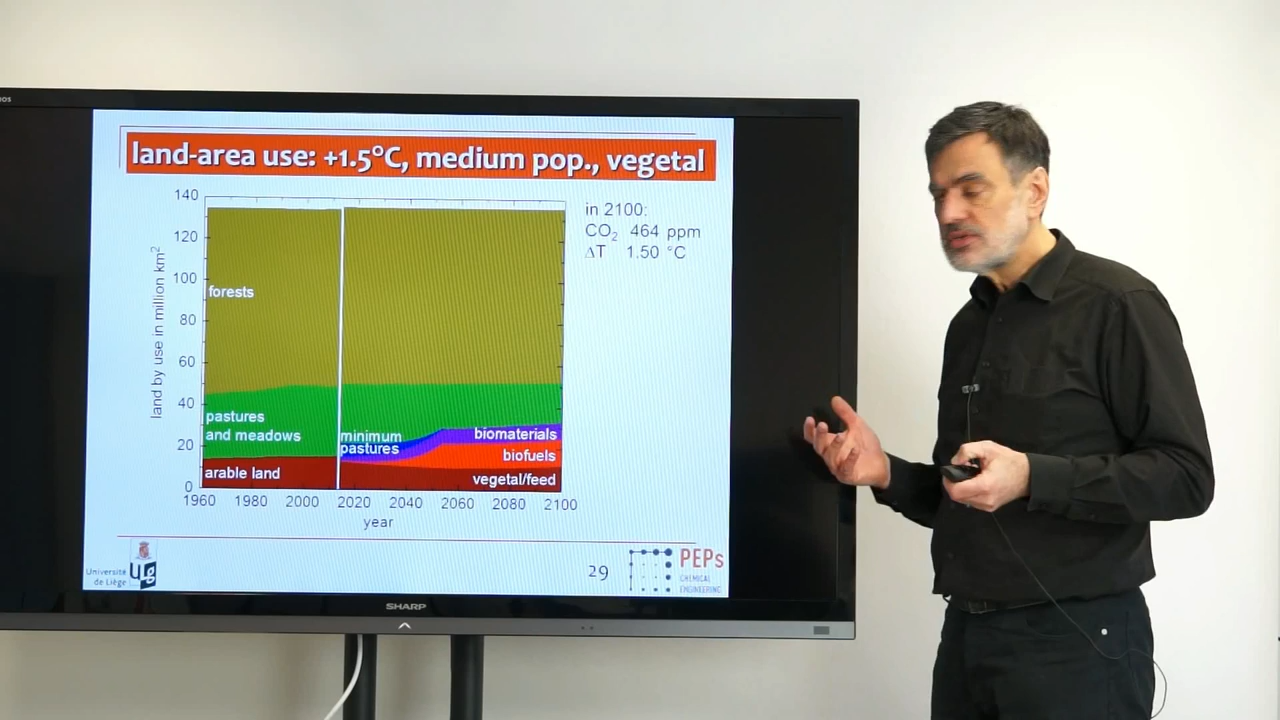 land-area use: +1.5°C, medium pop., vegetal
140
120
100
80
60
40
20
0
land by use in million km²
forests
pastures
and meadows
arable land
minimum
pastures
biomaterials
biofuels
vegetal/feed
1960 1980 2000 2020 2040 2060 2080 2100
year
in 2100:
CO₂ 464 ppm
ΔT 1.50 °C
Université
de Liège
29
PEPs
CHEMICAL
ENGINEERING
SHARP